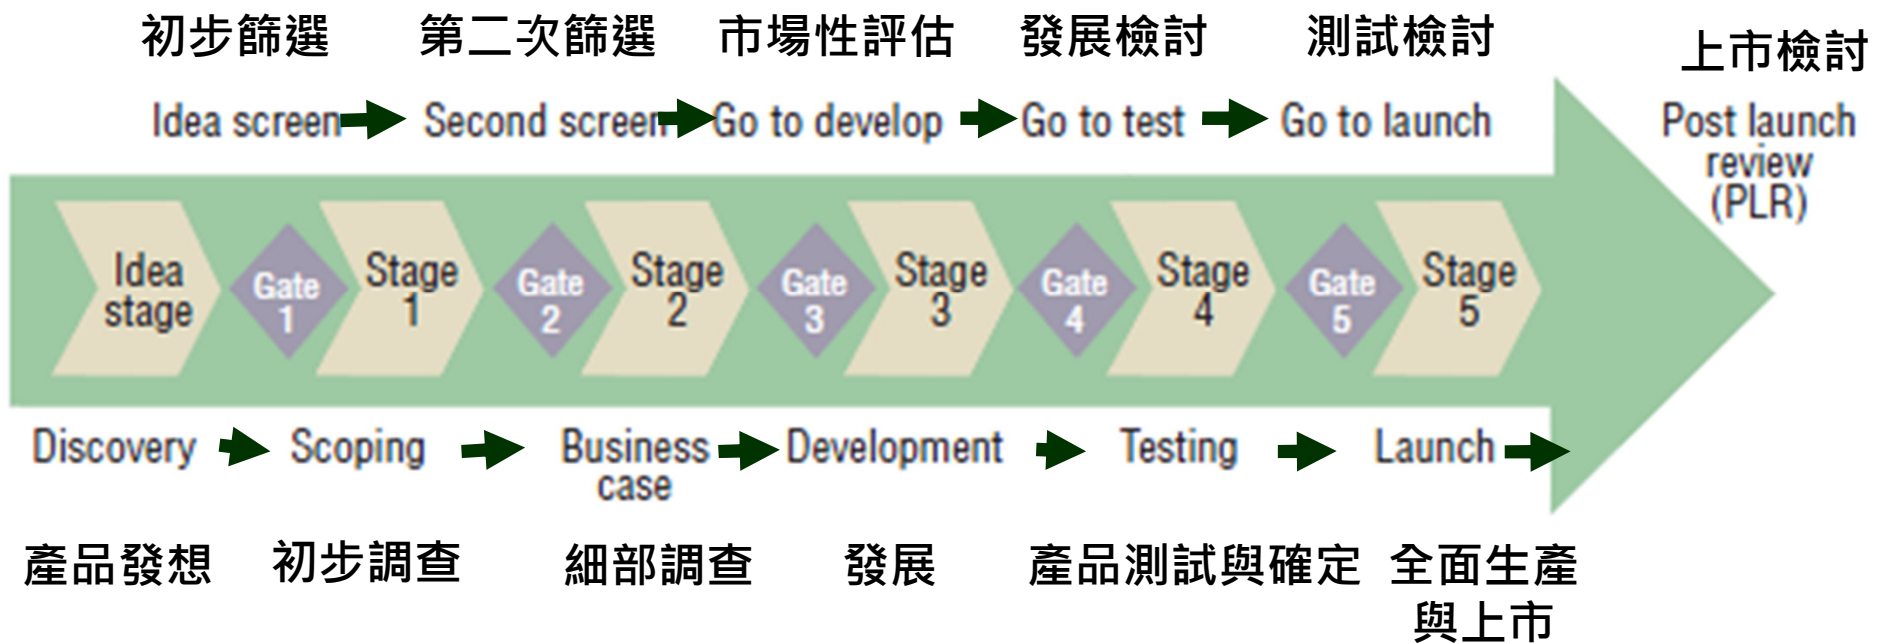 初步篩選
第二次篩選
市場性評估
發展檢討
測試檢討
上市檢討
Idea screen
Second screen
Go to develop
Go to test
Go to launch
Post launch
review
(PLR)
Idea
stage
Gate
1
Stage
1
Gate
2
Stage
2
Gate
3
Stage
3
Gate
4
Stage
4
Gate
5
Stage
5
Discovery
Scoping
Business
case
Development
Testing
Launch
產品發想
初步調查
細部調查
發展
產品測試與確定
全面生產
與上市